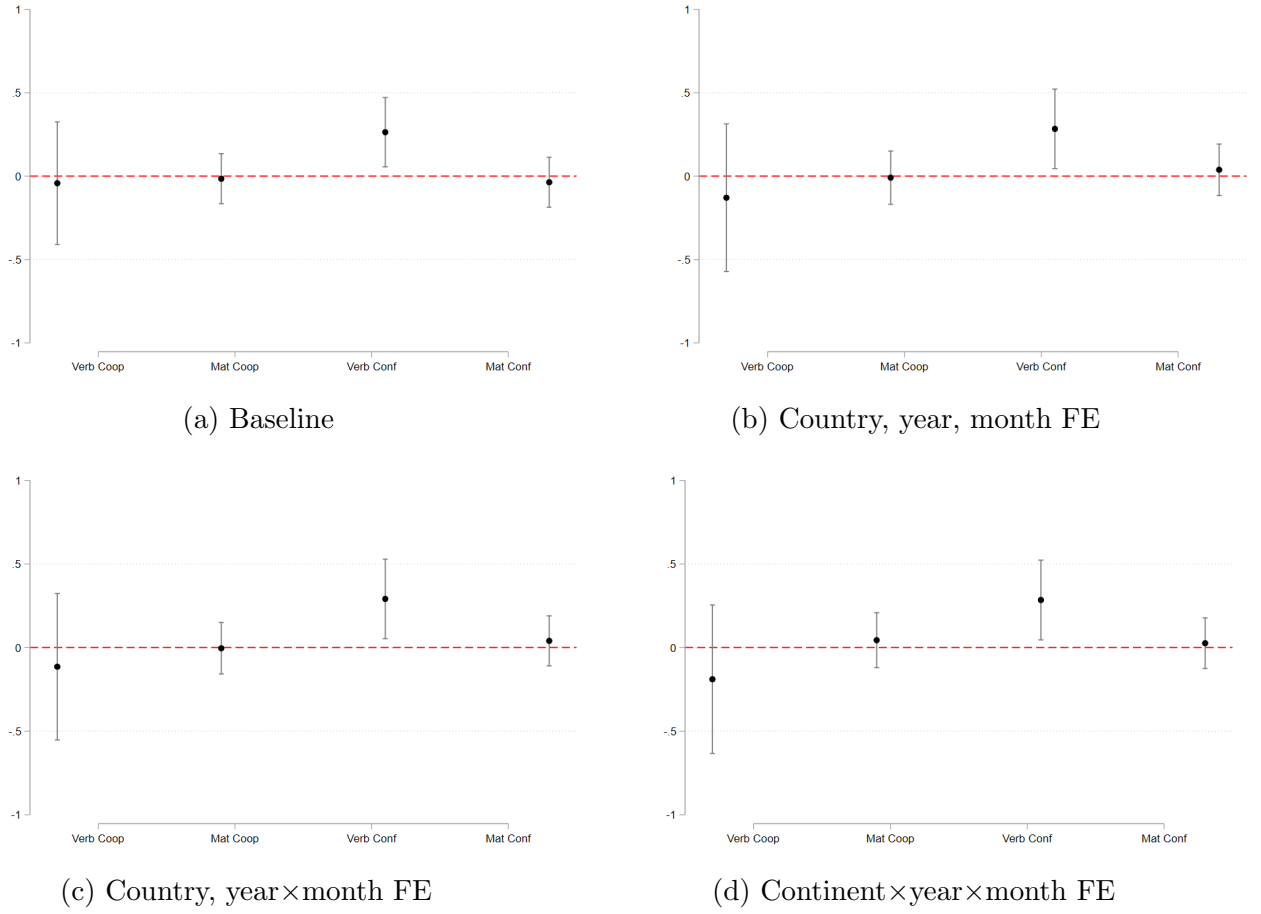 1
.5
0
-.5
-1
Verb Coop Mat Coop Verb Conf Mat Conf
(a) Baseline
1
.5
0
-.5
-1
Verb Coop Mat Coop Verb Conf Mat Conf
(b) Country, year, month FE
1
.5
0
-.5
-1
Verb Coop Mat Coop Verb Conf Mat Conf
(c) Country, year×month FE
1
.5
0
-.5
-1
Verb Coop Mat Coop Verb Conf Mat Conf
(d) Continent×year×month FE